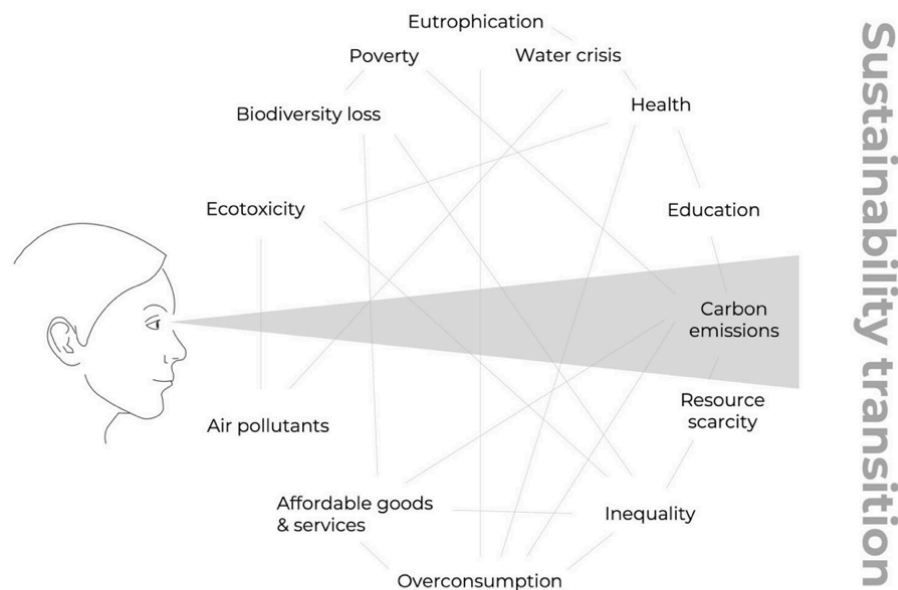 Eutrophication
Poverty
Water crisis
Health
Biodiversity loss
Ecotoxicity
Education
Carbon
emissions
Air pollutants
Resource
scarcity
Affordable goods
& services
Inequality
Overconsumption
Sustainability transition